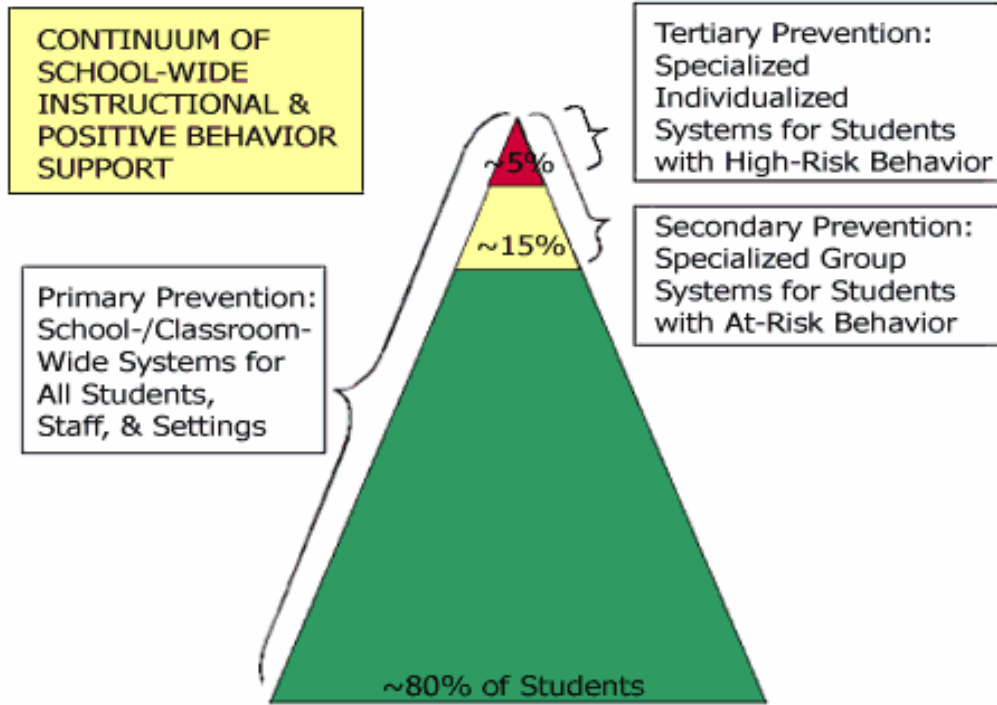 CONTINUUM OF
SCHOOL-WIDE
INSTRUCTIONAL &
POSITIVE BEHAVIOR
SUPPORT
Tertiary Prevention:
Specialized
Individualized
Systems for Students
with High-Risk Behavior
~5%
Secondary Prevention:
Specialized Group
Systems for Students
with At-Risk Behavior
~15%
Primary Prevention:
School-/Classroom-
Wide Systems for
All Students,
Staff, & Settings
~80% of Students